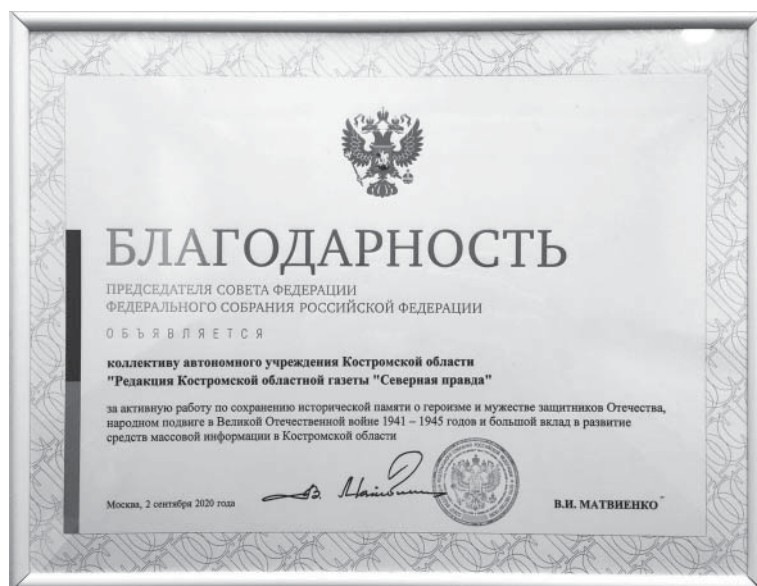 БЛАГОДАРНОСТЬ
ПРЕДСЕДАТЕЛЯ СОВЕТА ФЕДЕРАЦИИ
ФЕДЕРАЛЬНОГО СОБРАНИЯ РОССИЙСКОЙ ФЕДЕРАЦИИ
ОБЪЯВЛЯЕТСЯ
коллективу автономного учреждения Костромской области
"Редакция Костромской областной газеты "Северная правда"
за активную работу по сохранению исторической памяти о героизме и мужестве защитников Отечества,
народном подвиге в Великой Отечественной войне 1941 – 1945 годов и большой вклад в развитие
средств массовой информации в Костромской области
Москва, 2 сентября 2020 года
В.И. МАТВИЕНКО